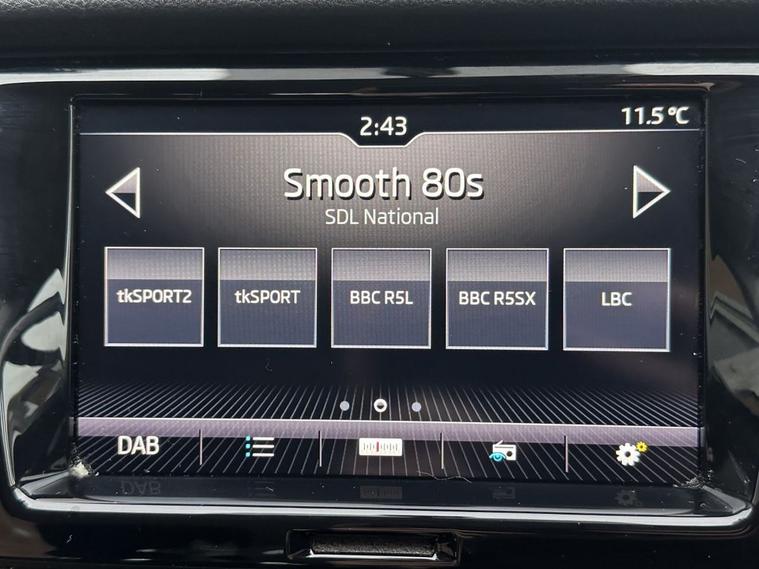 2:43
11.5°C
Smooth 80s
SDL National
tkSPORT2
tkSPORT
BBC R5L
BBC R5SX
LBC
DAB